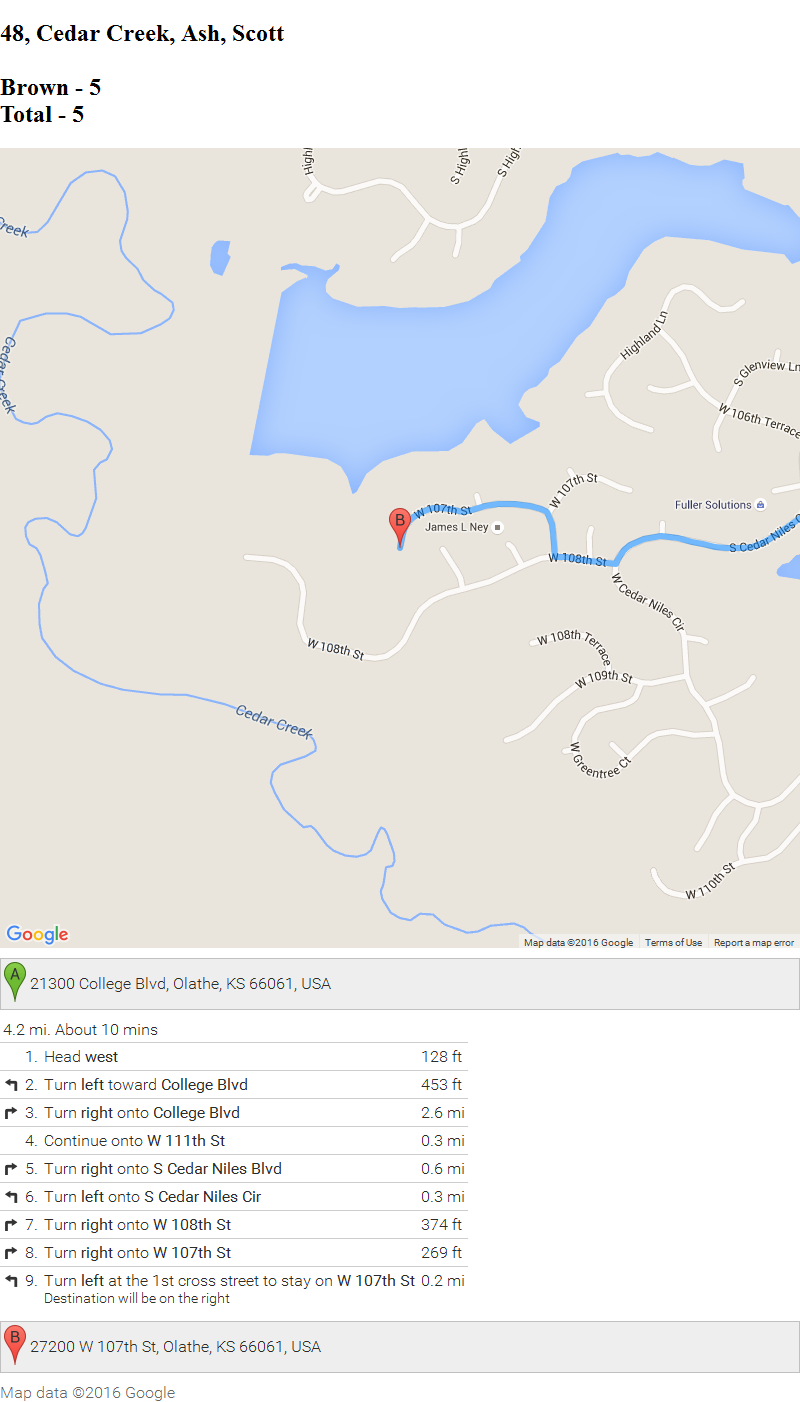 48, Cedar Creek, Ash, Scott
Brown - 5
Total - 5
Highl
S Highl
S High
Creek
Cedar Creek
Highland Ln
S Glenview Ln
W 106th Terrace
W 107th St
Fuller Solutions
B
W 107th St
James L Ney
S Cedar Niles C
W 108th St
W Cedar Niles Cir
W 108th St
W 108th Terrace
W 109th St
Cedar Creek
W Greentree Ct
W 110th St
Google
Map data ©2016 Google Terms of Use Report a map error
A 21300 College Blvd, Olathe, KS 66061, USA
4.2 mi. About 10 mins
1. Head west 128 ft
2. Turn left toward College Blvd 453 ft
3. Turn right onto College Blvd 2.6 mi
4. Continue onto W 111th St 0.3 mi
5. Turn right onto S Cedar Niles Blvd 0.6 mi
6. Turn left onto S Cedar Niles Cir 0.3 mi
7. Turn right onto W 108th St 374 ft
8. Turn right onto W 107th St 269 ft
9. Turn left at the 1st cross street to stay on W 107th St 0.2 mi
Destination will be on the right
B 27200 W 107th St, Olathe, KS 66061, USA
Map data ©2016 Google